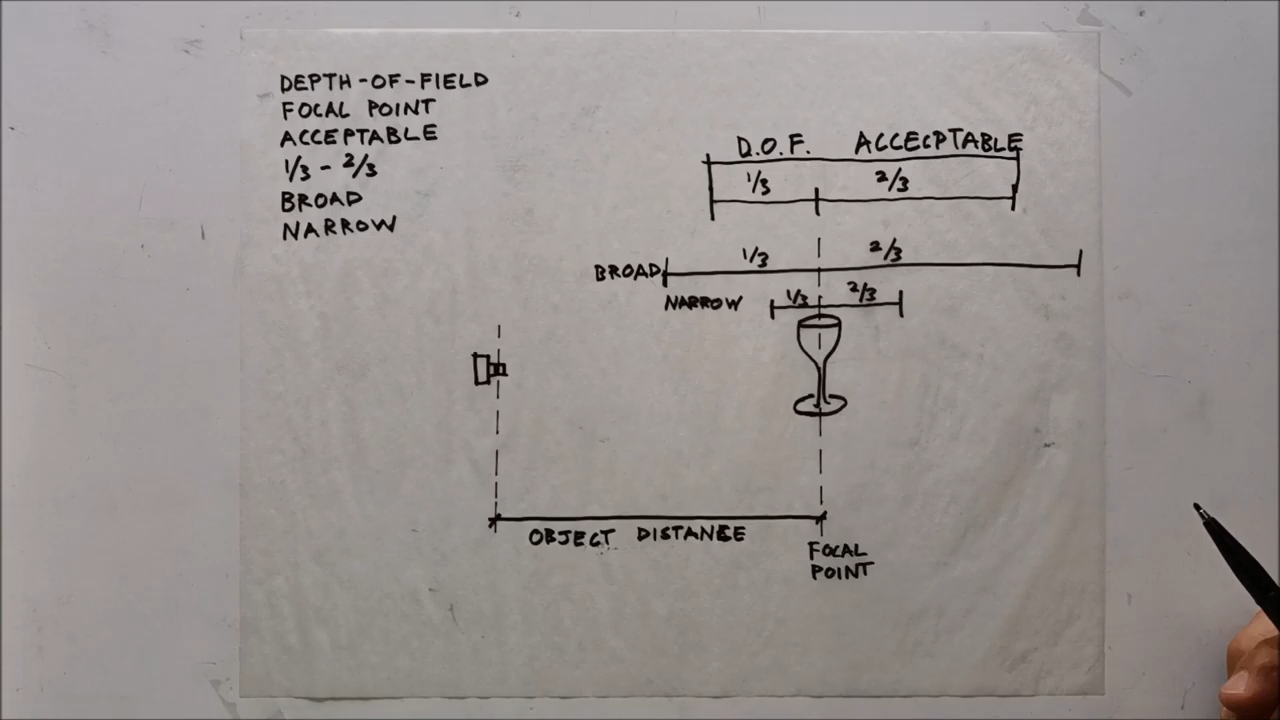 DEPTH-OF-FIELD
FOCAL POINT
ACCEPTABLE
1/3 - 2/3
BROAD
NARROW
D.O.F. ACCECPTABLE
1/3 2/3
BROAD 1/3 2/3
NARROW 1/3 2/3
OBJECT DISTANCE
FOCAL
POINT